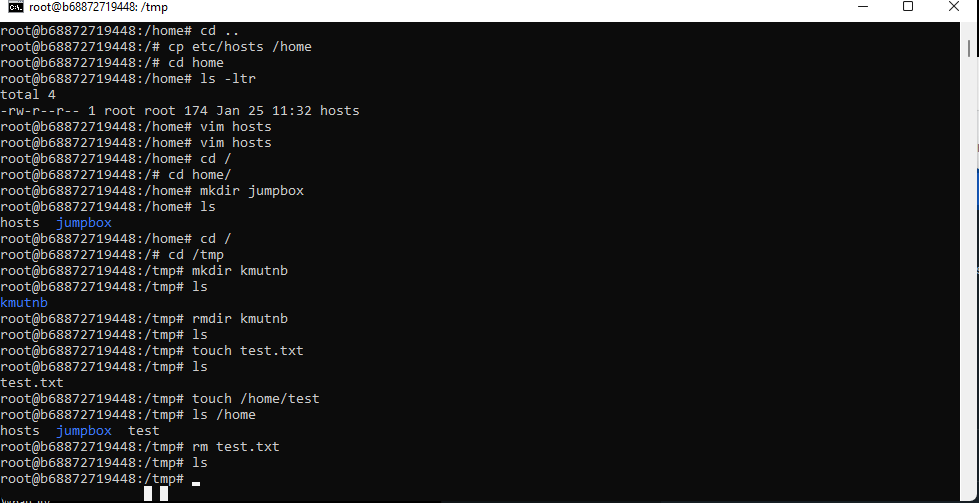 root@b68872719448: /tmp
root@b68872719448:/home# cd ..
root@b68872719448:/# cp etc/hosts /home
root@b68872719448:/# cd home
root@b68872719448:/home# ls -ltr
total 4
-rw-r--r-- 1 root root 174 Jan 25 11:32 hosts
root@b68872719448:/home# vim hosts
root@b68872719448:/home# vim hosts
root@b68872719448:/home# cd /
root@b68872719448:/# cd home/
root@b68872719448:/home# mkdir jumpbox
root@b68872719448:/home# ls
hosts  jumpbox
root@b68872719448:/home# cd /
root@b68872719448:/# cd /tmp
root@b68872719448:/tmp# mkdir kmutnb
root@b68872719448:/tmp# ls
kmutnb
root@b68872719448:/tmp# rmdir kmutnb
root@b68872719448:/tmp# ls
root@b68872719448:/tmp# touch test.txt
root@b68872719448:/tmp# ls
test.txt
root@b68872719448:/tmp# touch /home/test
root@b68872719448:/tmp# ls /home
hosts  jumpbox  test
root@b68872719448:/tmp# rm test.txt
root@b68872719448:/tmp# ls
root@b68872719448:/tmp#